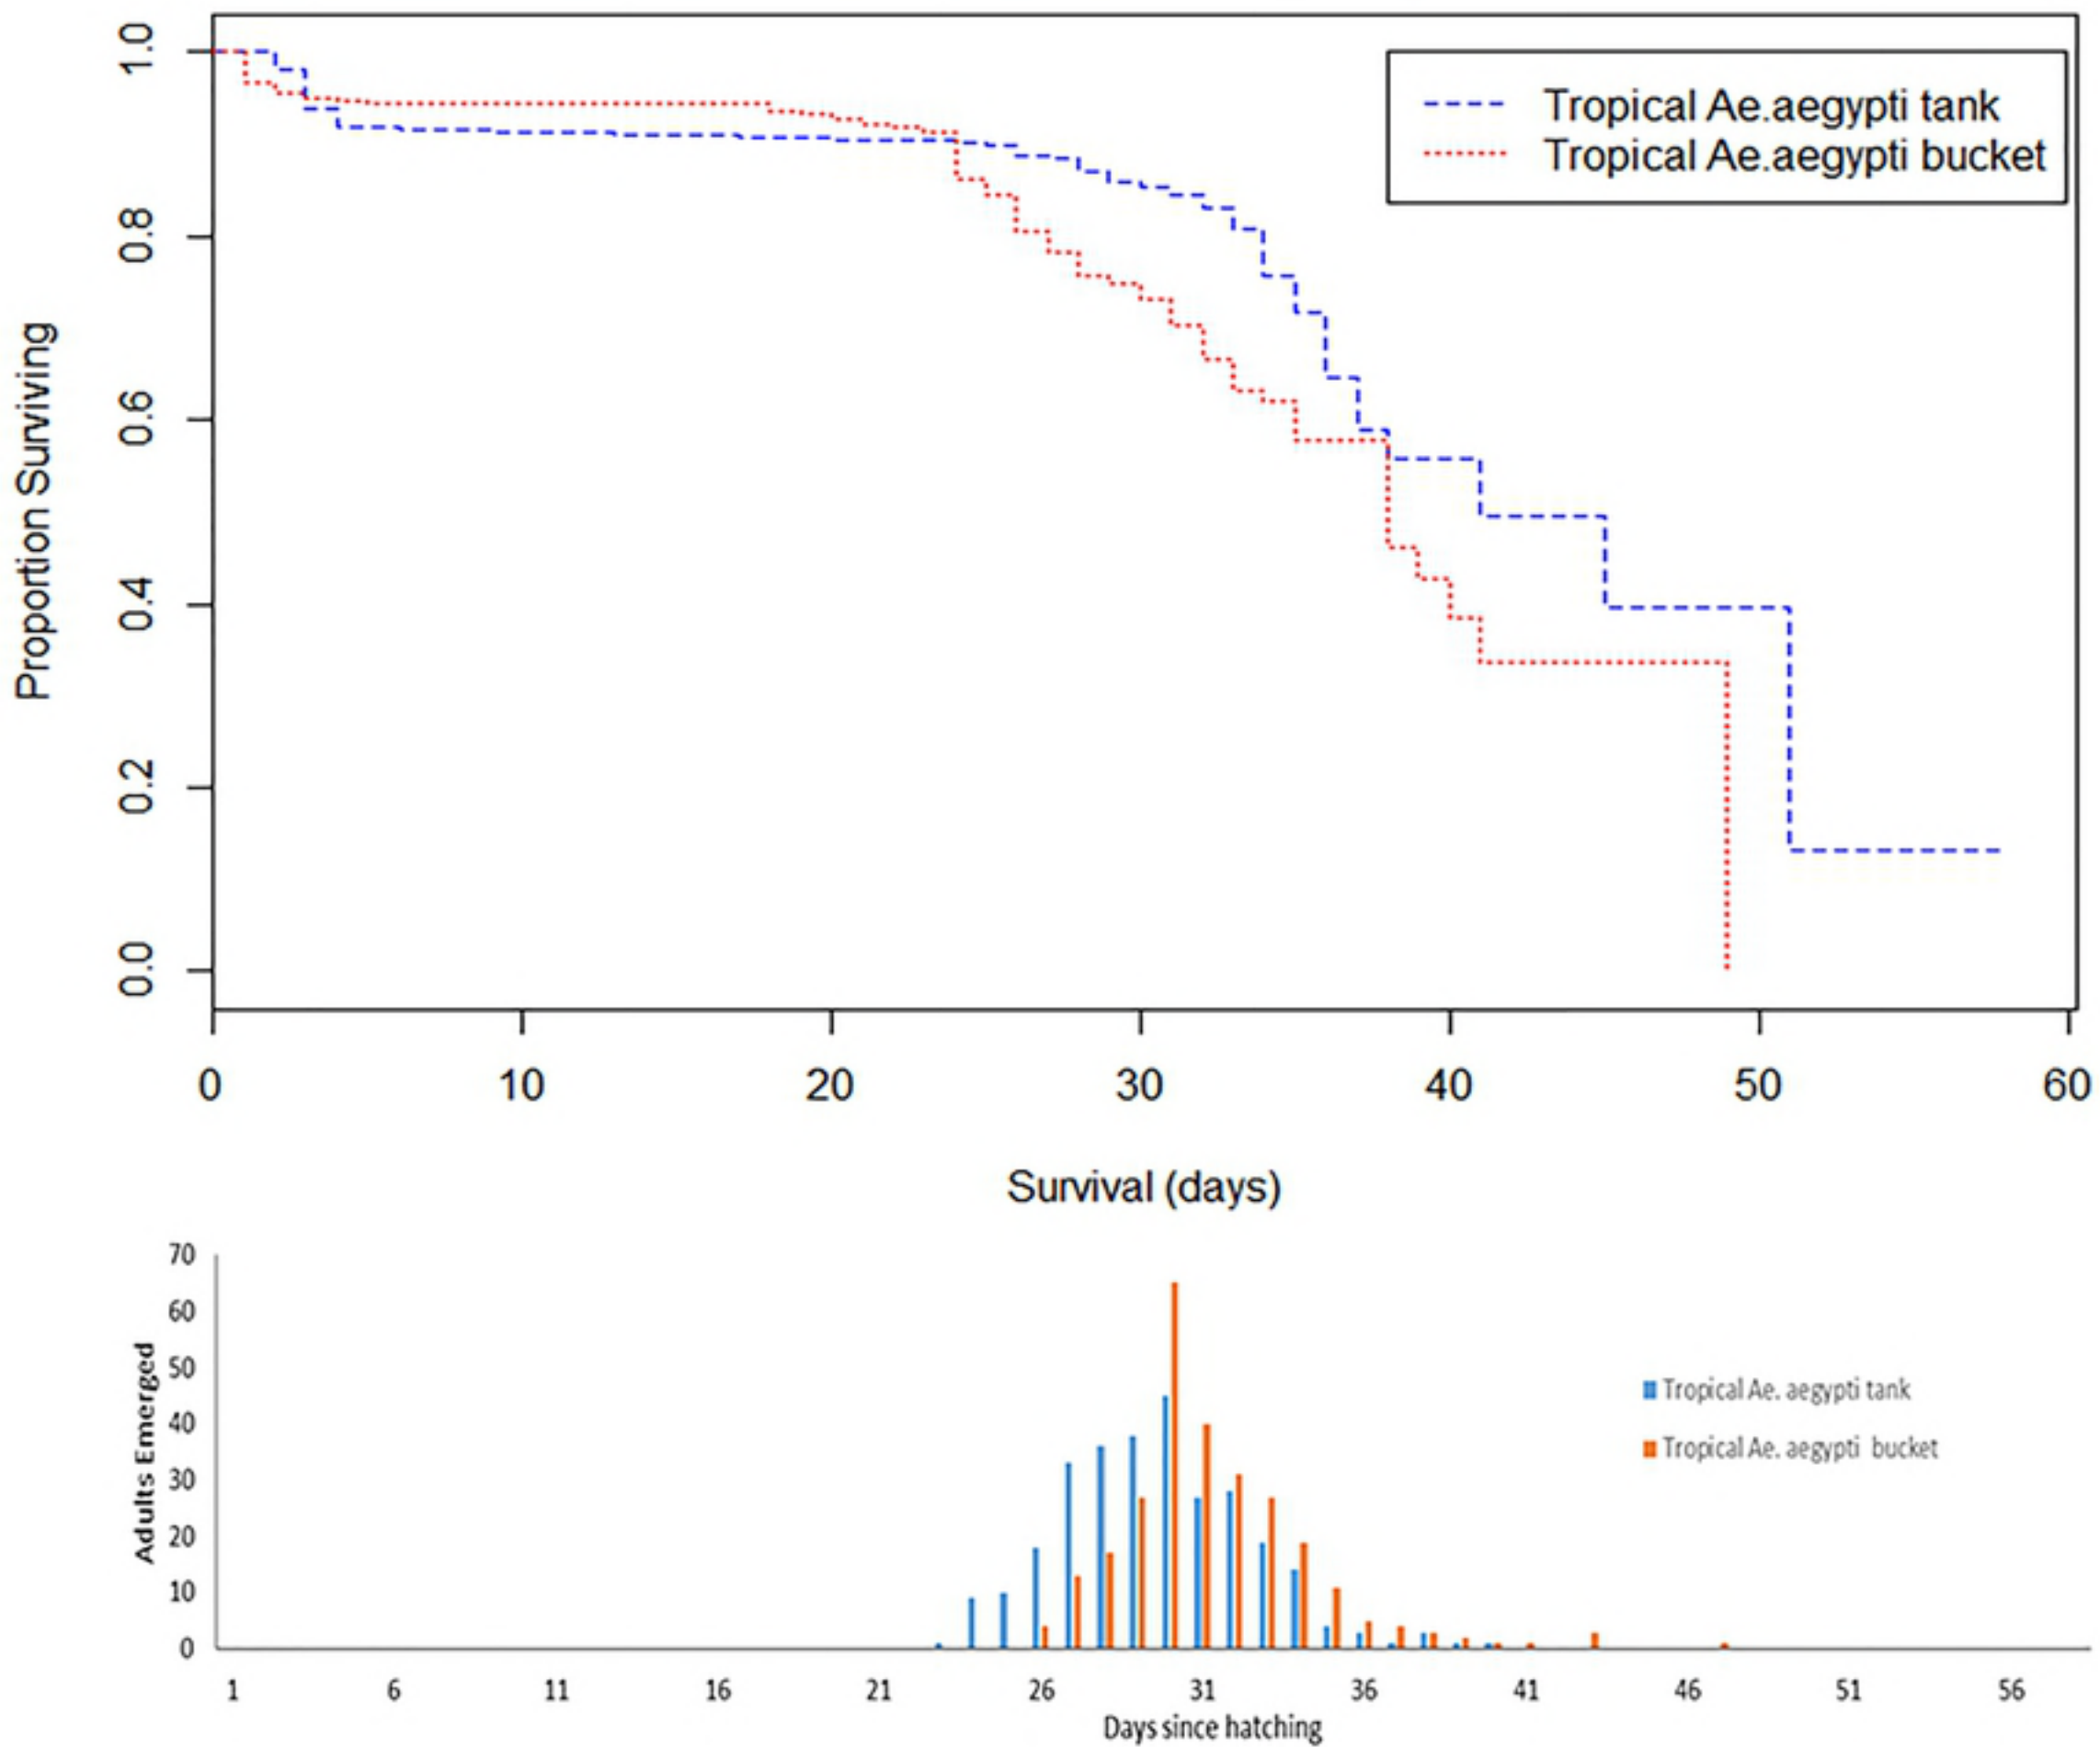 Tropical Ae.aegypti tank
Tropical Ae.aegypti bucket
Proportion Surviving
1.0
0.8
0.6
0.4
0.2
0.0
0 10 20 30 40 50 60
Survival (days)
Adults Emerged
70
60
50
40
30
20
10
0
Tropical Ae. aegypti tank
Tropical Ae. aegypti bucket
1 6 11 16 21 26 31 36 41 46 51 56
Days since hatching